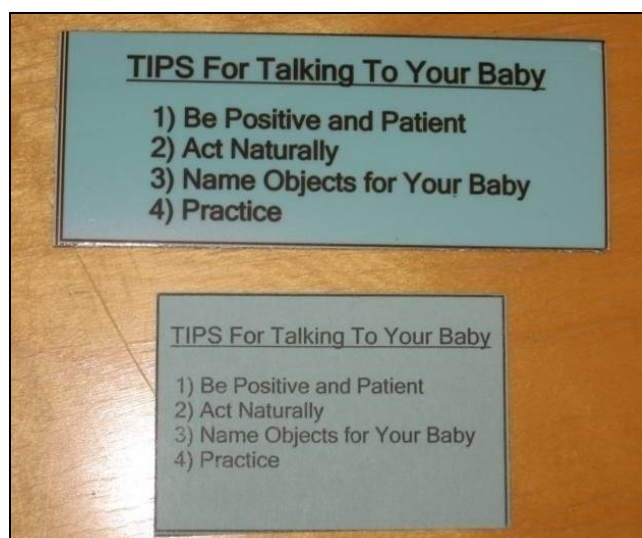 TIPS For Talking To Your Baby
1) Be Positive and Patient
2) Act Naturally
3) Name Objects for Your Baby
4) Practice
TIPS For Talking To Your Baby
1) Be Positive and Patient
2) Act Naturally
3) Name Objects for Your Baby
4) Practice